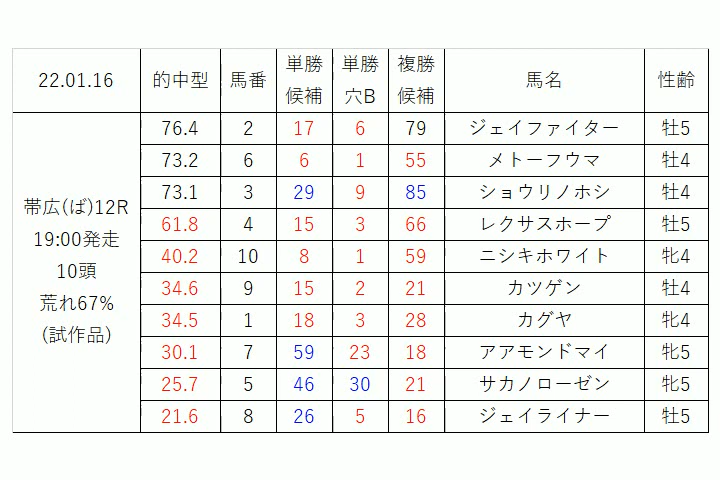 22.01.16 的中型 馬番 単勝候補 単勝穴B 複勝候補 馬名 性齢
帯広(ば)12R
19:00発走
10頭
荒れ67%
(試作品)
76.4 2 17 6 79 ジェイファイター 牡5
73.2 6 6 1 55 メトーフウマ 牡4
73.1 3 29 9 85 ショウリノホシ 牡4
61.8 4 15 3 66 レクサスホープ 牡5
40.2 10 8 1 59 ニシキホワイト 牝4
34.6 9 15 2 21 カツゲン 牡4
34.5 1 18 3 28 カグヤ 牝4
30.1 7 59 23 18 アアモンドマイ 牝5
25.7 5 46 30 21 サカノローゼン 牝5
21.6 8 26 5 16 ジェイライナー 牡5